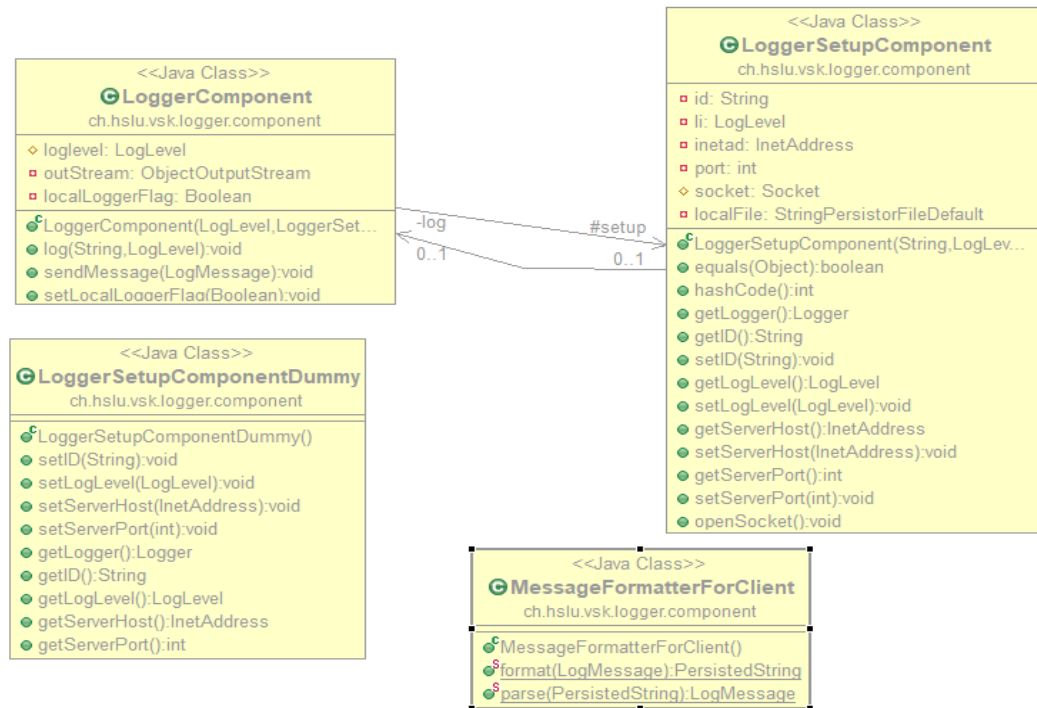 <<Java Class>>
LoggerComponent
ch.hslu.vsk.logger.component
loglevel: LogLevel
outStream: ObjectOutputStream
localLoggerFlag: Boolean
LoggerComponent(LogLevel,LoggerSet...
log(String,LogLevel):void
sendMessage(LogMessage):void
setLocalLoggerFlag(Boolean):void
-log
0..1
#setup
0..1
<<Java Class>>
LoggerSetupComponent
ch.hslu.vsk.logger.component
id: String
li: LogLevel
inetad: InetAddress
port: int
socket: Socket
localFile: StringPersistorFileDefault
LoggerSetupComponent(String,LogLev...
equals(Object):boolean
hashCode():int
getLogger():Logger
getID():String
setID(String):void
getLogLevel():LogLevel
setLogLevel(LogLevel):void
getServerHost():InetAddress
setServerHost(InetAddress):void
getServerPort():int
setServerPort(int):void
openSocket():void
<<Java Class>>
LoggerSetupComponentDummy
ch.hslu.vsk.logger.component
LoggerSetupComponentDummy()
setID(String):void
setLogLevel(LogLevel):void
setServerHost(InetAddress):void
setServerPort(int):void
getLogger():Logger
getID():String
getLogLevel():LogLevel
getServerHost():InetAddress
getServerPort():int
<<Java Class>>
MessageFormatterForClient
ch.hslu.vsk.logger.component
MessageFormatterForClient()
format(LogMessage):PersistedString
parse(PersistedString):LogMessage